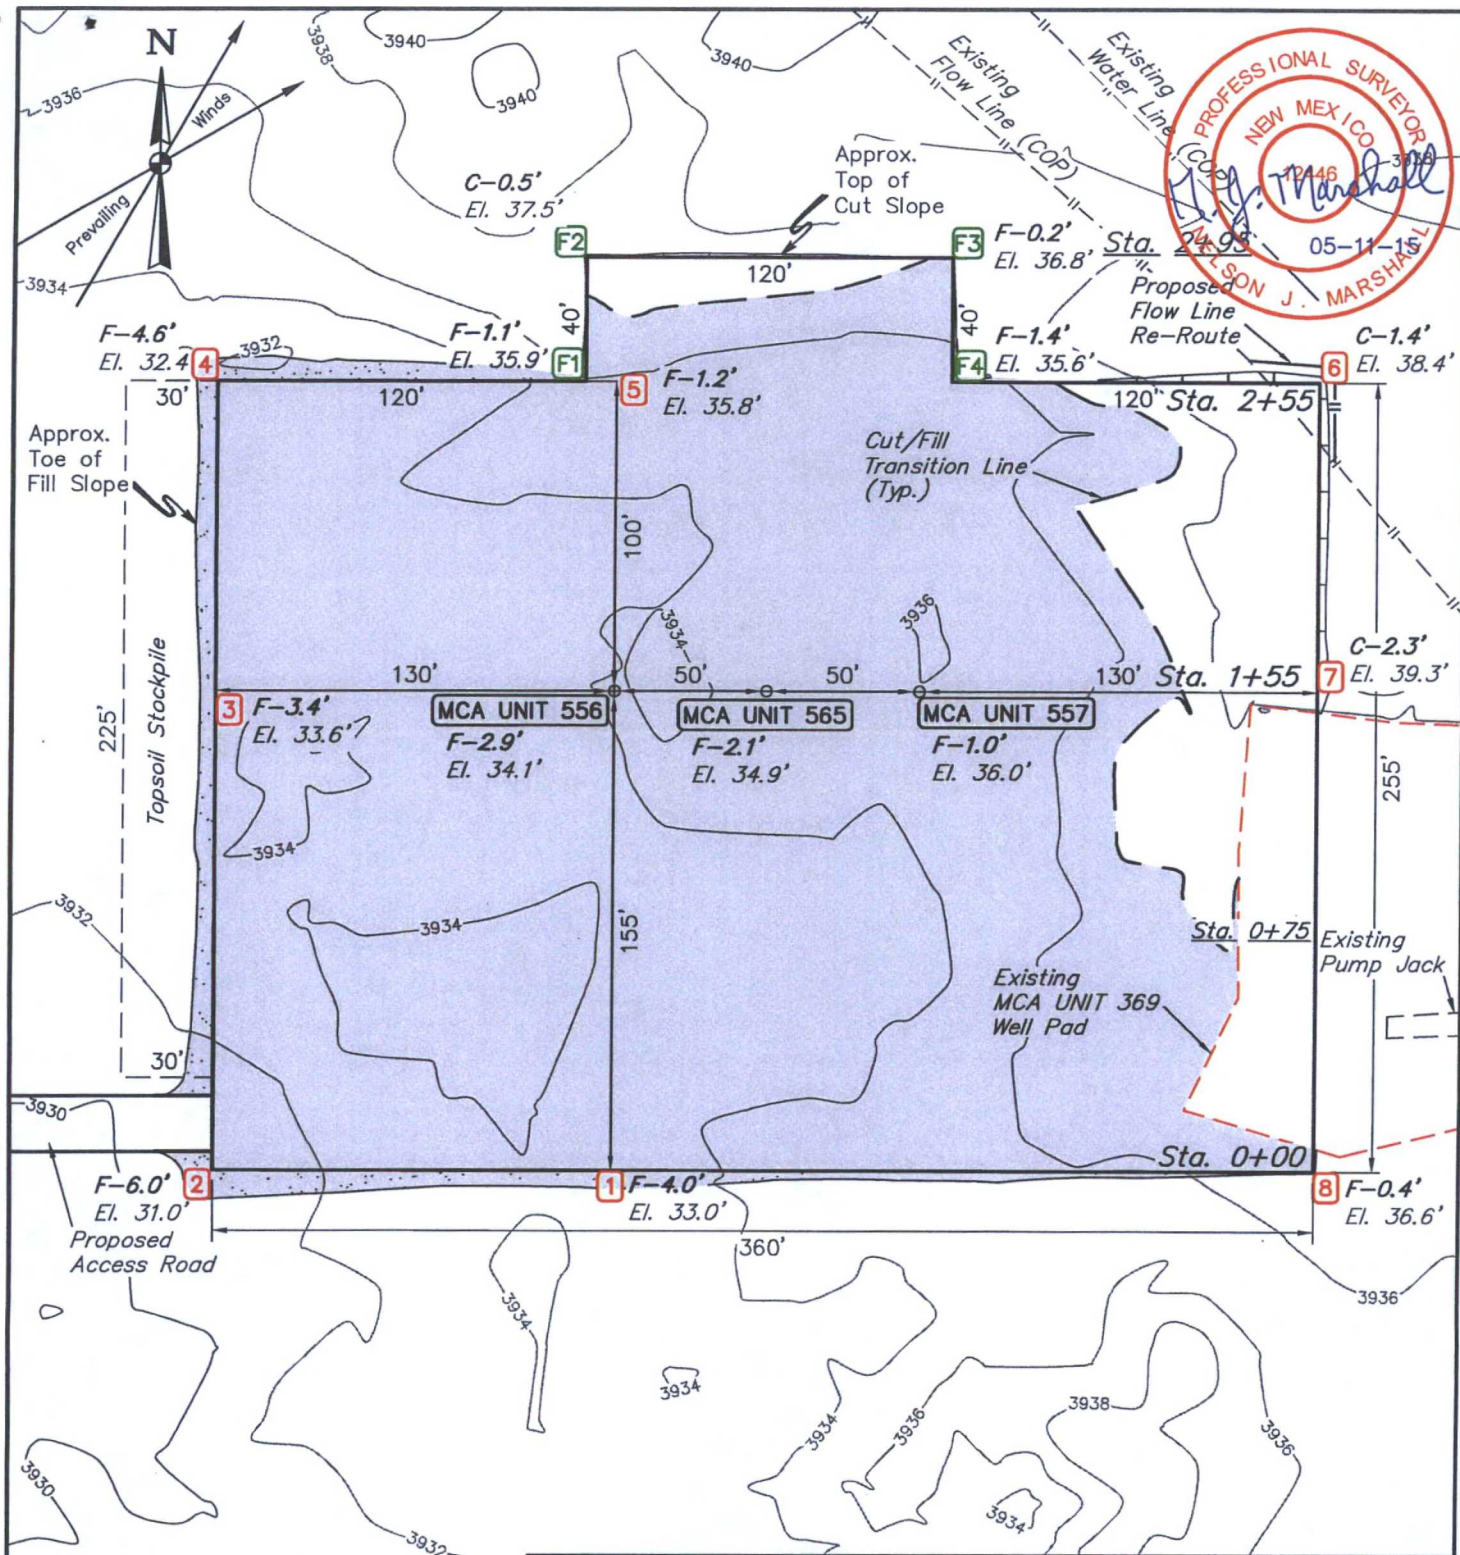 3936
3938
3940
3940
3940
N
Winds
Prevailing
Existing
Flow Line (COP)
Existing
Water Line (COP)
PROFESSIONAL SURVEYOR
NEW MEXICO
12446
3938
N. J. Marshall
05-11-15
NELSON J. MARSHALL
Approx.
Top of
Cut Slope
C-0.5'
El. 37.5'
F2
F3
F-0.2'
El. 36.8'
Sta. 2+95
120'
40'
40'
Proposed
Flow Line
Re-Route
3934
F-4.6'
El. 32.4
4
3932
F-1.1'
El. 35.9'
F1
F-1.4'
El. 35.6'
F4
C-1.4'
El. 38.4'
6
30'
120'
5
F-1.2'
El. 35.8'
120'
Sta. 2+55
Approx.
Toe of
Fill Slope
Cut/Fill
Transition Line
(Typ.)
100'
3934
3936
225'
Topsoil Stockpile
130'
50'
50'
130'
Sta. 1+55
C-2.3'
El. 39.3'
7
3
F-3.4'
El. 33.6'
MCA UNIT 556
F-2.9'
El. 34.1'
MCA UNIT 565
F-2.1'
El. 34.9'
MCA UNIT 557
F-1.0'
El. 36.0'
255'
3934
3932
3934
155'
Sta. 0+75
Existing
Pump Jack
Existing
MCA UNIT 369
Well Pad
30'
3930
Sta. 0+00
2
F-6.0'
El. 31.0'
1
F-4.0'
El. 33.0'
8
F-0.4'
El. 36.6'
Proposed
Access Road
360'
3936
3934
3934
3934
3936
3938
3936
3930
3932
3934